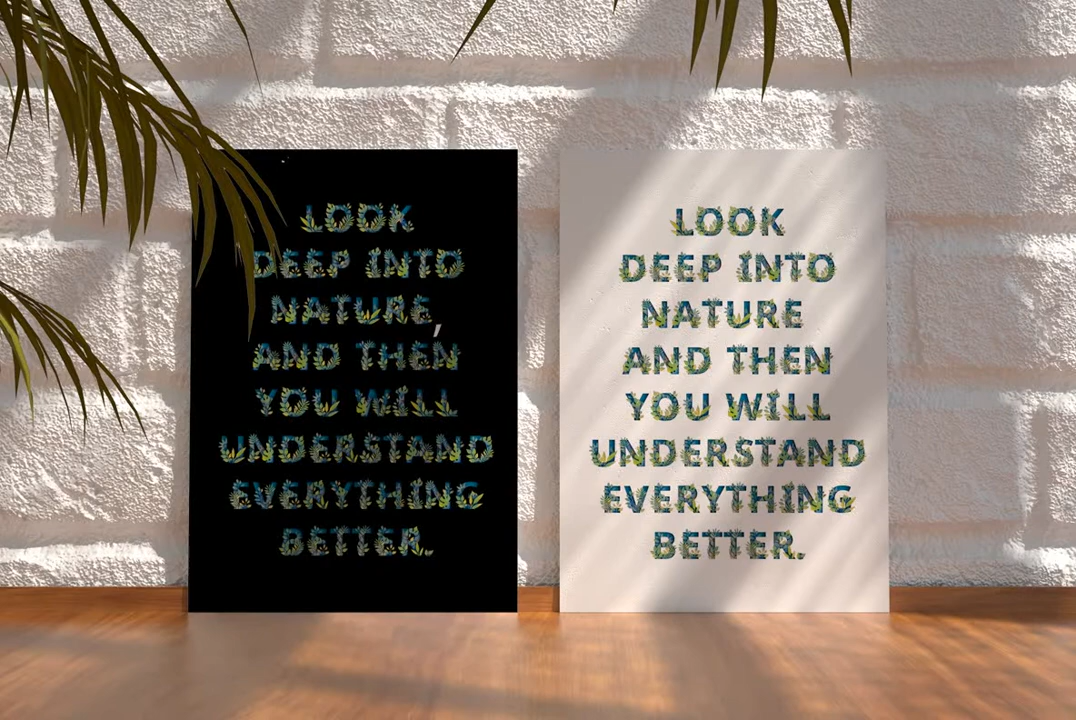 LOOK
DEEP INTO
NATURE,
AND THEN
YOU WILL
UNDERSTAND
EVERYTHING
BETTER.
LOOK
DEEP INTO
NATURE
AND THEN
YOU WILL
UNDERSTAND
EVERYTHING
BETTER.